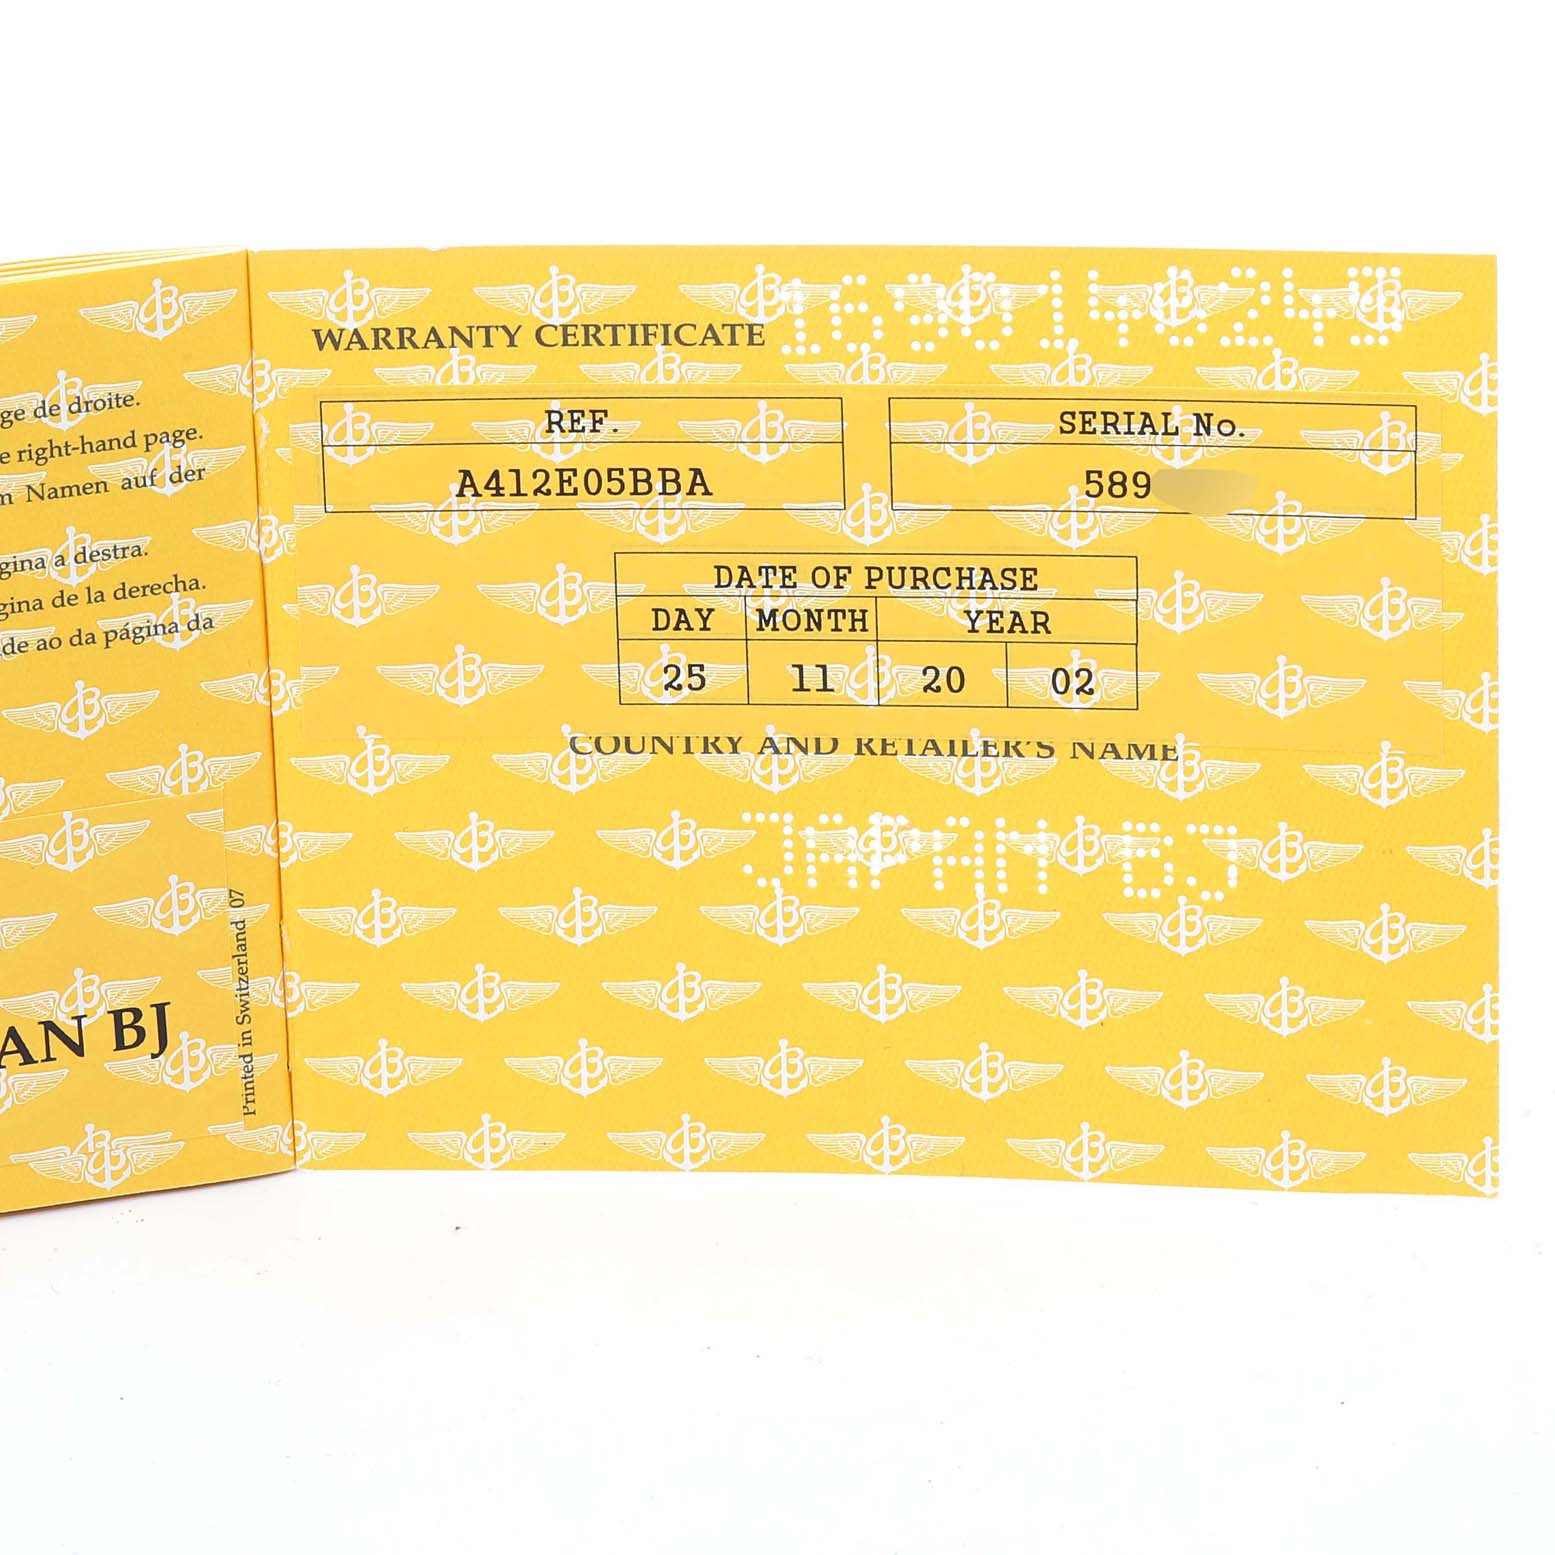 ge de droite.
e right-hand page.
m Namen auf der
gina a destra.
gina de la derecha.
de ao da página da
AN BJ
Printed in Switzerland 07
WARRANTY CERTIFICATE
REF.
A412E05BBA
SERIAL No.
589
DATE OF PURCHASE
DAY MONTH YEAR
25 11 20 02
COUNTRY AND RETAILER'S NAME
JAPAN BJ